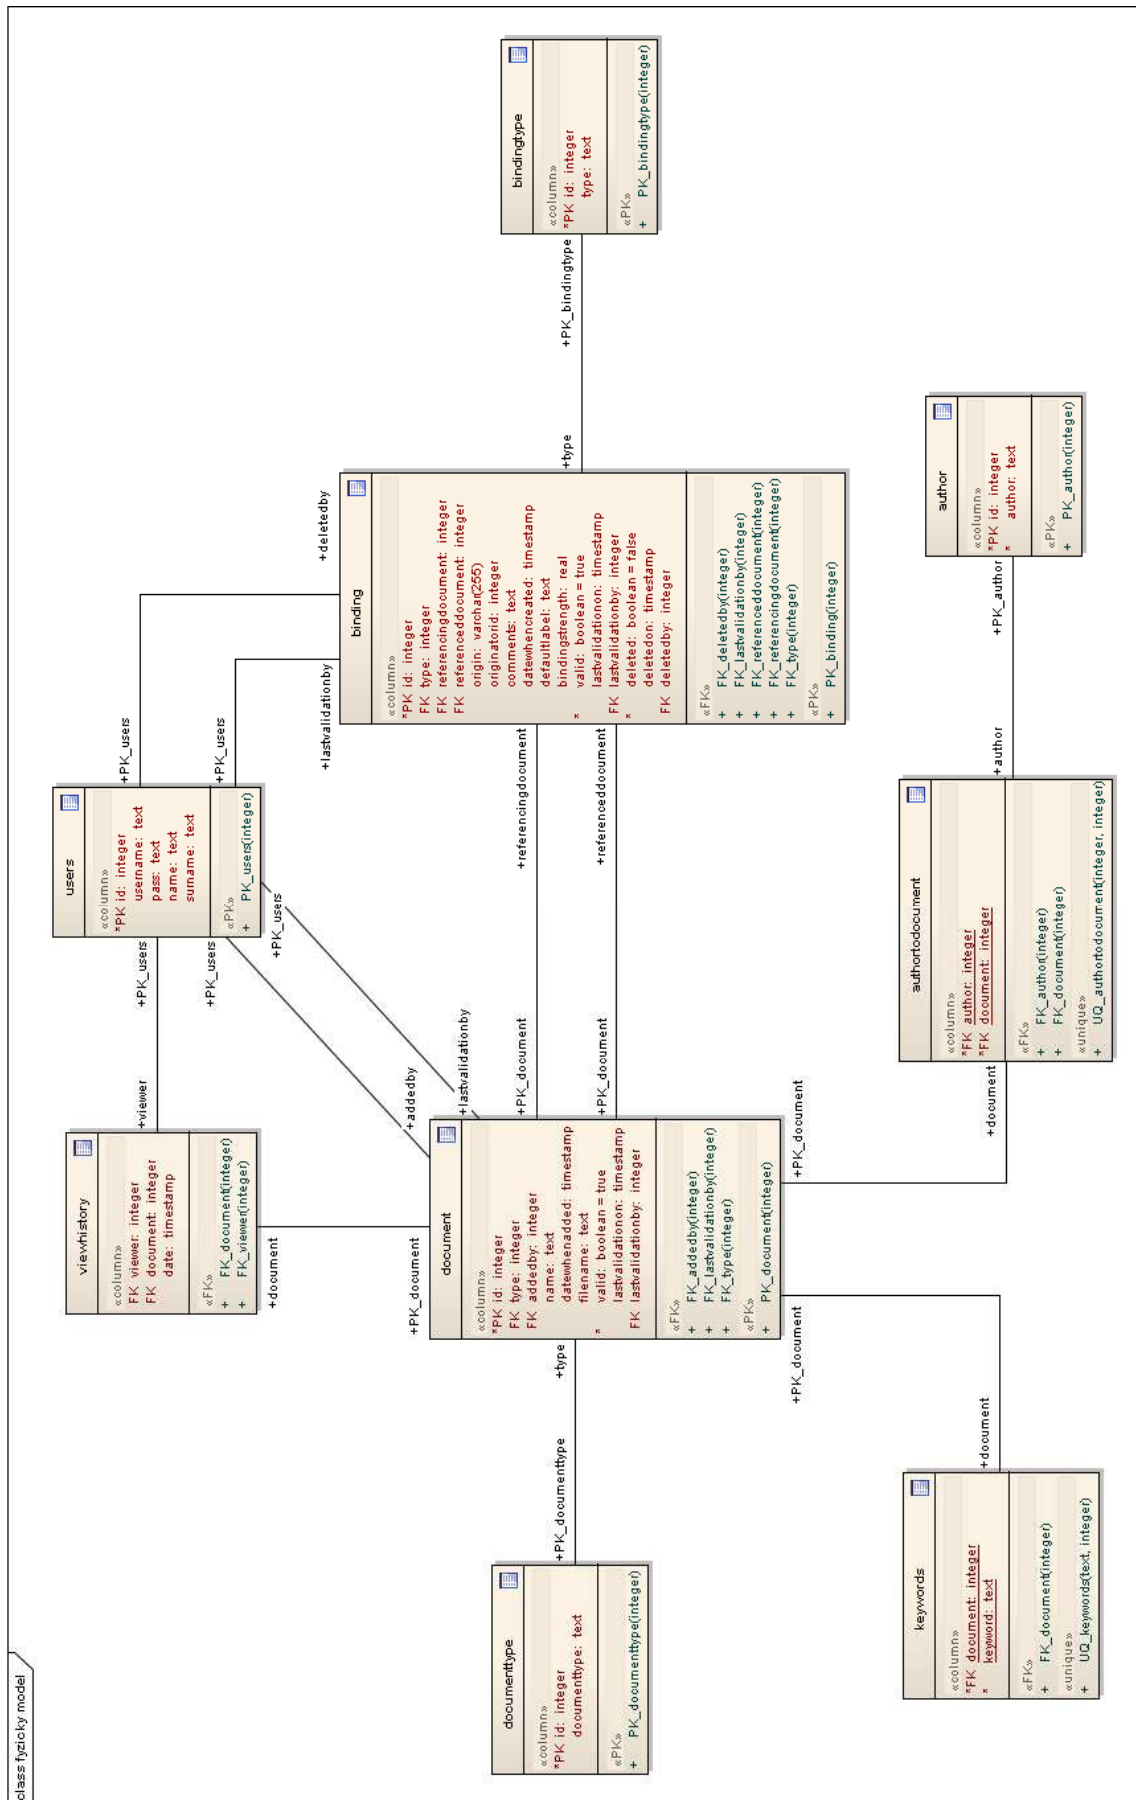 class fyzicky model
viewhistory
«column»
FK viewer: integer
FK document: integer
date: timestamp
«FK»
+ FK_document(integer)
+ FK_viewer(integer)
+viewer
+document
+PK_users
+PK_users
users
«column»
*PK id: integer
username: text
pass: text
name: text
surname: text
«PK»
+ PK_users(integer)
+PK_users
+PK_users
+PK_users
+deletedby
+lastvalidationby
documenttype
«column»
*PK id: integer
documenttype: text
«PK»
+ PK_documenttype(integer)
+PK_documenttype
+type
+PK_document
+addedby
+lastvalidationby
document
«column»
*PK id: integer
FK type: integer
FK addedby: integer
name: text
datewhenadded: timestamp
filename: text
* valid: boolean = true
lastvalidationon: timestamp
FK lastvalidationby: integer
«FK»
+ FK_addedby(integer)
+ FK_lastvalidationby(integer)
+ FK_type(integer)
«PK»
+ PK_document(integer)
+PK_document
+PK_document
+PK_document
+PK_document
+referencingdocument
+referenceddocument
binding
«column»
*PK id: integer
FK type: integer
FK referencingdocument: integer
FK referenceddocument: integer
origin: varchar(255)
originatorid: integer
comments: text
datewhencreated: timestamp
defaultlabel: text
bindingstrength: real
* valid: boolean = true
lastvalidationon: timestamp
FK lastvalidationby: integer
* deleted: boolean = false
deletedon: timestamp
FK deletedby: integer
«FK»
+ FK_deletedby(integer)
+ FK_lastvalidationby(integer)
+ FK_referenceddocument(integer)
+ FK_referencingdocument(integer)
+ FK_type(integer)
«PK»
+ PK_binding(integer)
+type
+PK_bindingtype
bindingtype
«column»
*PK id: integer
type: text
«PK»
+ PK_bindingtype(integer)
keywords
«column»
*FK document: integer
* keyword: text
«FK»
+ FK_document(integer)
«unique»
+ UQ_keywords(text, integer)
+document
+document
authortodocument
«column»
*FK author: integer
*FK document: integer
«FK»
+ FK_author(integer)
+ FK_document(integer)
«unique»
+ UQ_authortodocument(integer, integer)
+author
+PK_author
author
«column»
*PK id: integer
* author: text
«PK»
+ PK_author(integer)